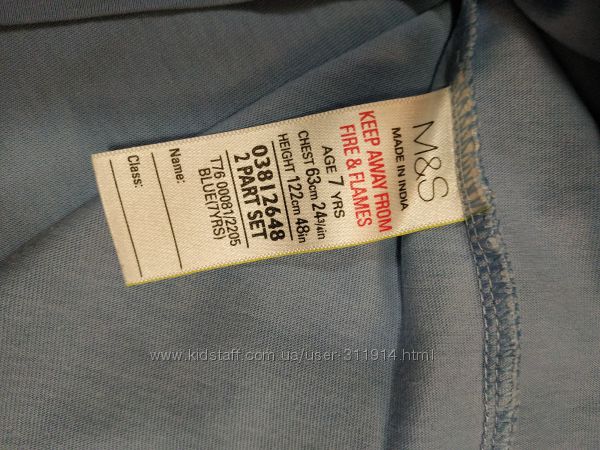 M&S
MADE IN INDIA
KEEP AWAY FROM
FIRE & FLAMES
AGE 7 YRS
CHEST 63cm 24¾in
HEIGHT 122cm 48in
03812648
2 PART SET
T76 00081/2205
BLUE(7YRS)
Name:
Class:
www.kidstaff.com.ua/user-311914.html